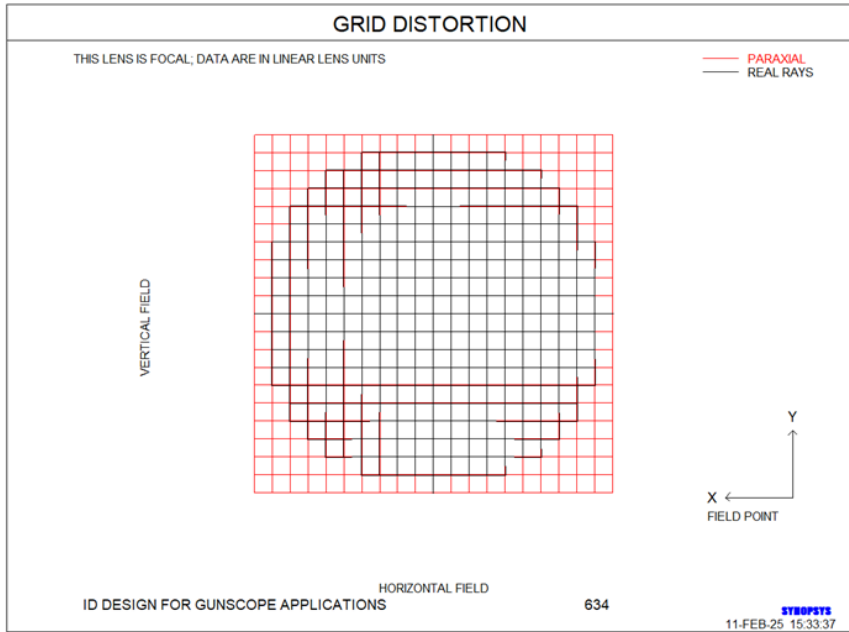 GRID DISTORTION
THIS LENS IS FOCAL; DATA ARE IN LINEAR LENS UNITS
PARAXIAL
REAL RAYS
VERTICAL FIELD
Y
X
FIELD POINT
HORIZONTAL FIELD
ID DESIGN FOR GUNSCOPE APPLICATIONS 634
SYNOPSYS
11-FEB-25 15:33:37